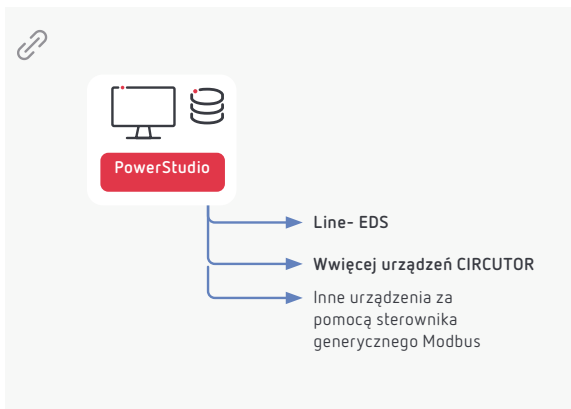 PowerStudio
Line- EDS
Wwięcej urządzeń CIRCUTOR
Inne urządzenia za
pomocą sterownika
generycznego Modbus